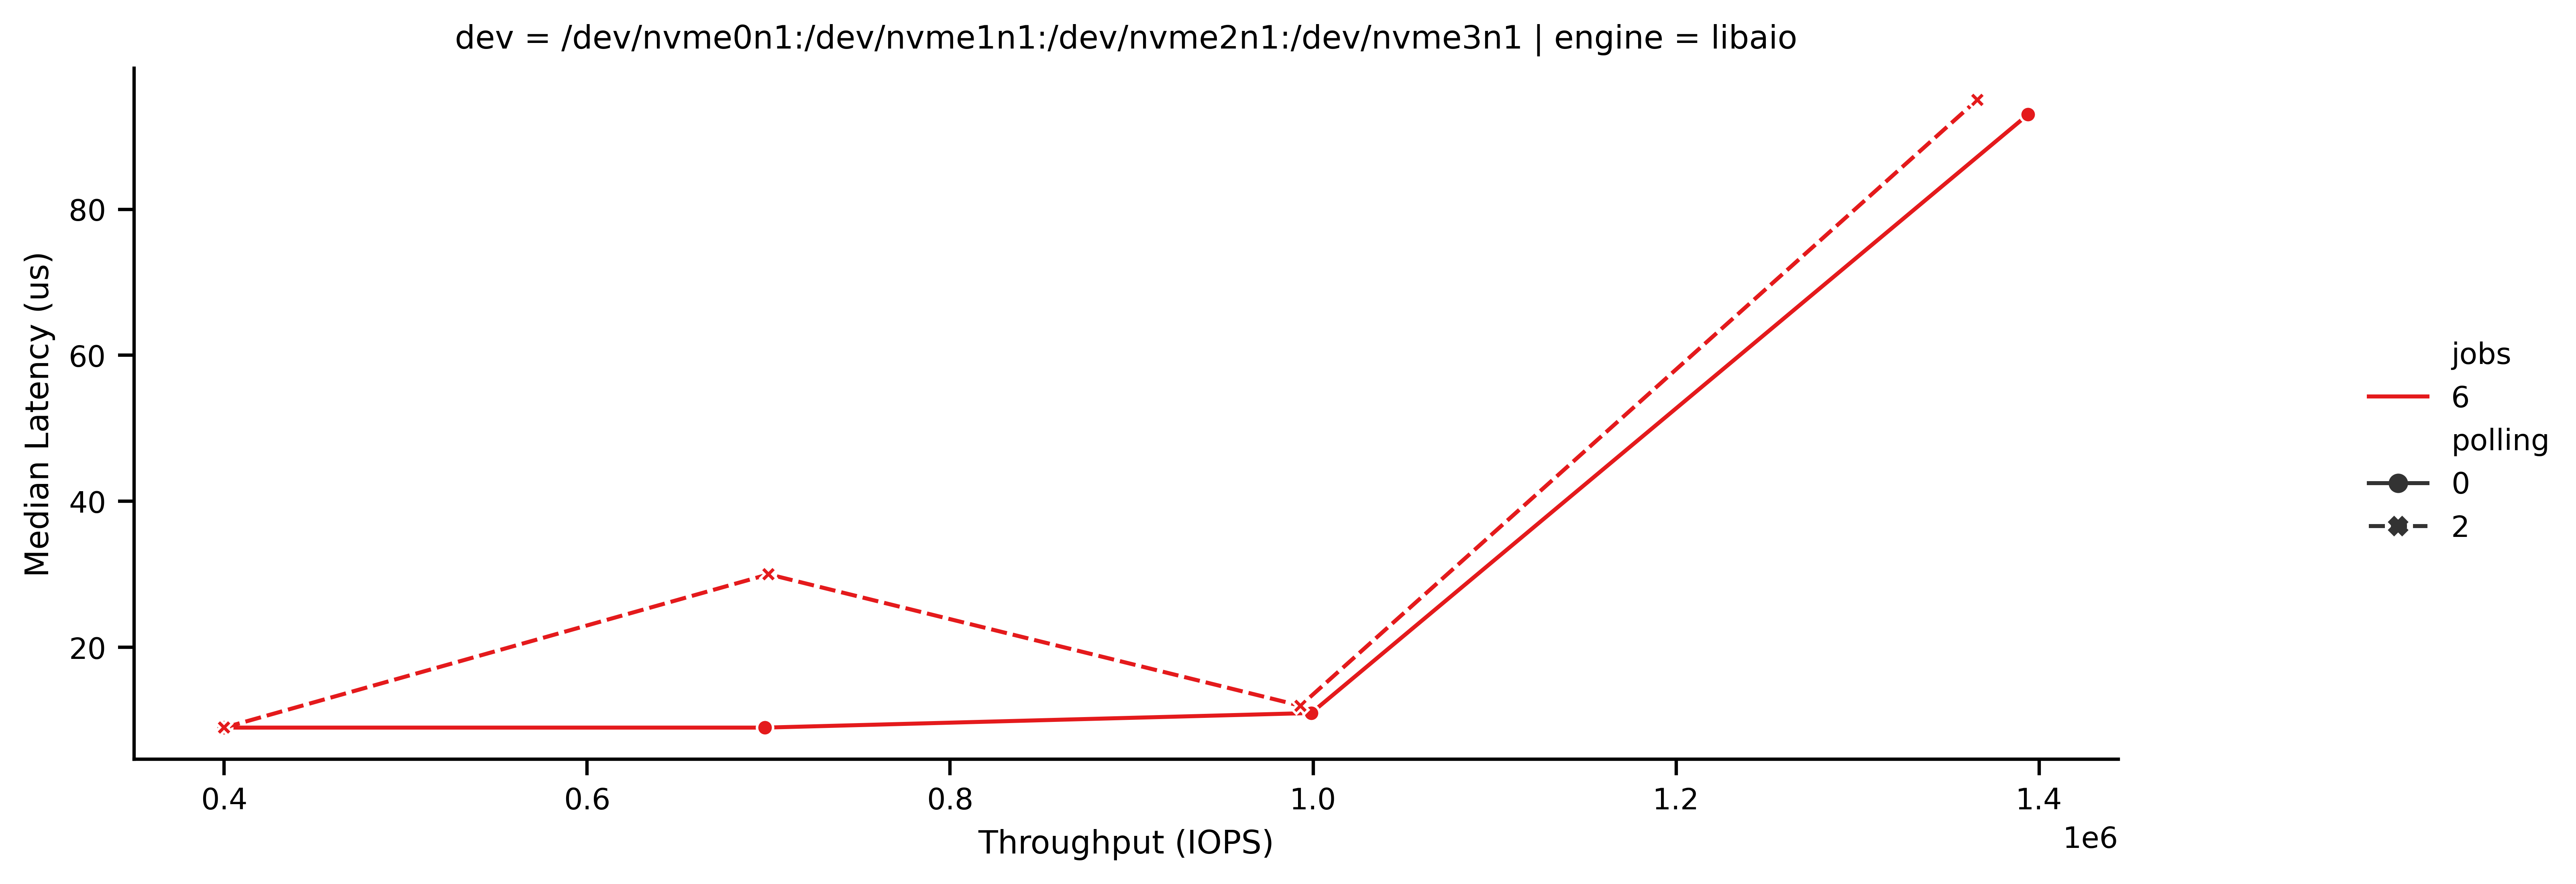 dev = /dev/nvme0n1:/dev/nvme1n1:/dev/nvme2n1:/dev/nvme3n1 | engine = libaio
Median Latency (us)
80
60
40
20
0.4 0.6 0.8 1.0 1.2 1.4
1e6
Throughput (IOPS)
jobs
6
polling
0
2